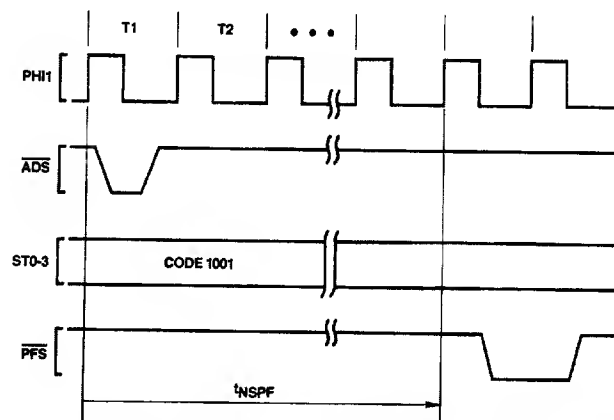 T1 T2 • • •
PHI1
ADS
ST0-3 CODE 1001
PFS
tNSPF